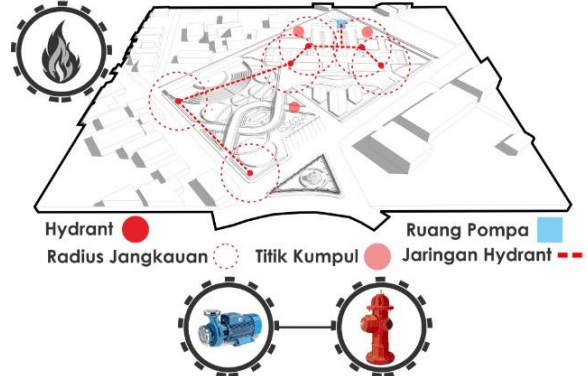 Hydrant
Ruang Pompa
Radius Jangkauan
Titik Kumpul
Jaringan Hydrant